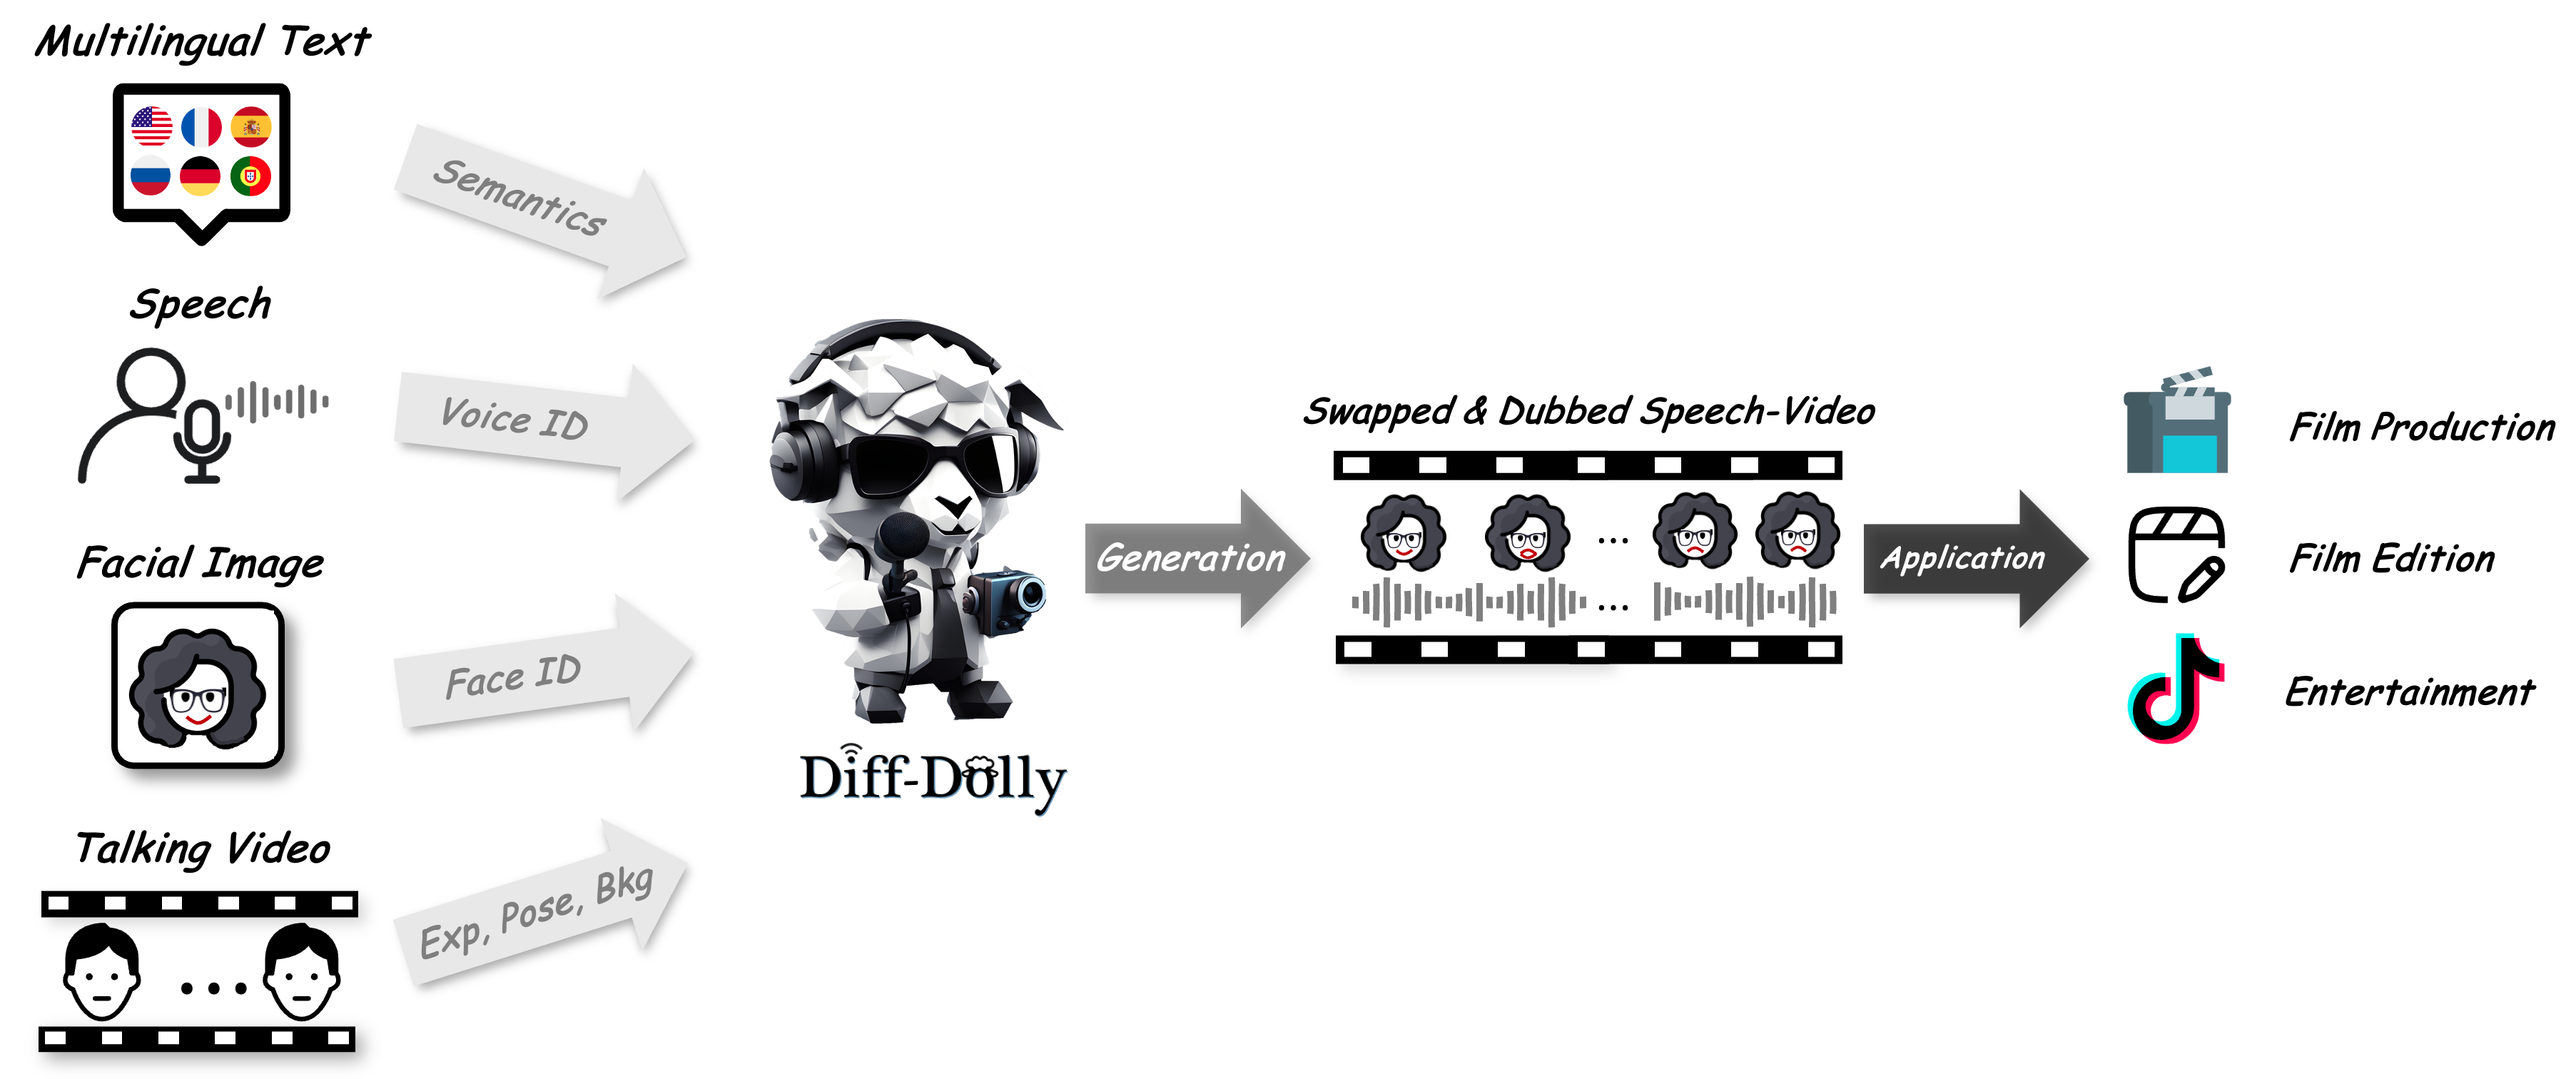 Multilingual Text
Semantics
Speech
Voice ID
Facial Image
Face ID
Talking Video
Exp, Pose, Bkg
Diff-Dolly
Generation
Swapped & Dubbed Speech-Video
...
...
Application
Film Production
Film Edition
Entertainment